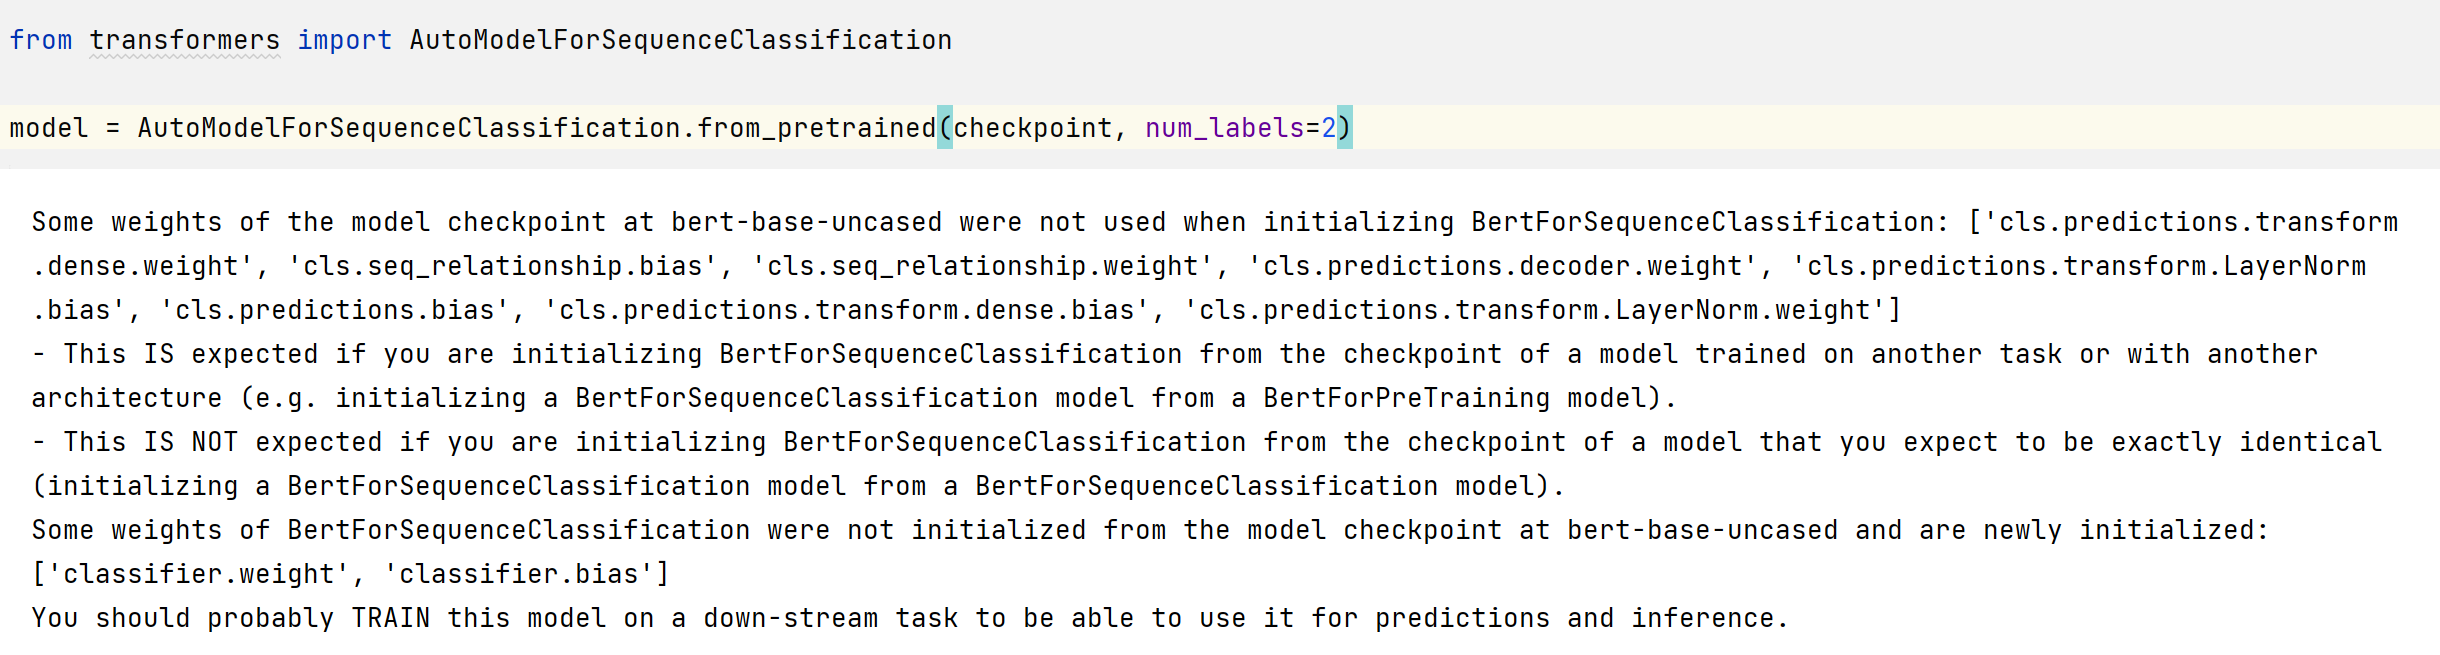 from transformers import AutoModelForSequenceClassification
model = AutoModelForSequenceClassification.from_pretrained(checkpoint, num_labels=2)
Some weights of the model checkpoint at bert-base-uncased were not used when initializing BertForSequenceClassification: ['cls.predictions.transform
.dense.weight', 'cls.seq_relationship.bias', 'cls.seq_relationship.weight', 'cls.predictions.decoder.weight', 'cls.predictions.transform.LayerNorm
.bias', 'cls.predictions.bias', 'cls.predictions.transform.dense.bias', 'cls.predictions.transform.LayerNorm.weight']
- This IS expected if you are initializing BertForSequenceClassification from the checkpoint of a model trained on another task or with another
architecture (e.g. initializing a BertForSequenceClassification model from a BertForPreTraining model).
- This IS NOT expected if you are initializing BertForSequenceClassification from the checkpoint of a model that you expect to be exactly identical
(initializing a BertForSequenceClassification model from a BertForSequenceClassification model).
Some weights of BertForSequenceClassification were not initialized from the model checkpoint at bert-base-uncased and are newly initialized:
['classifier.weight', 'classifier.bias']
You should probably TRAIN this model on a down-stream task to be able to use it for predictions and inference.